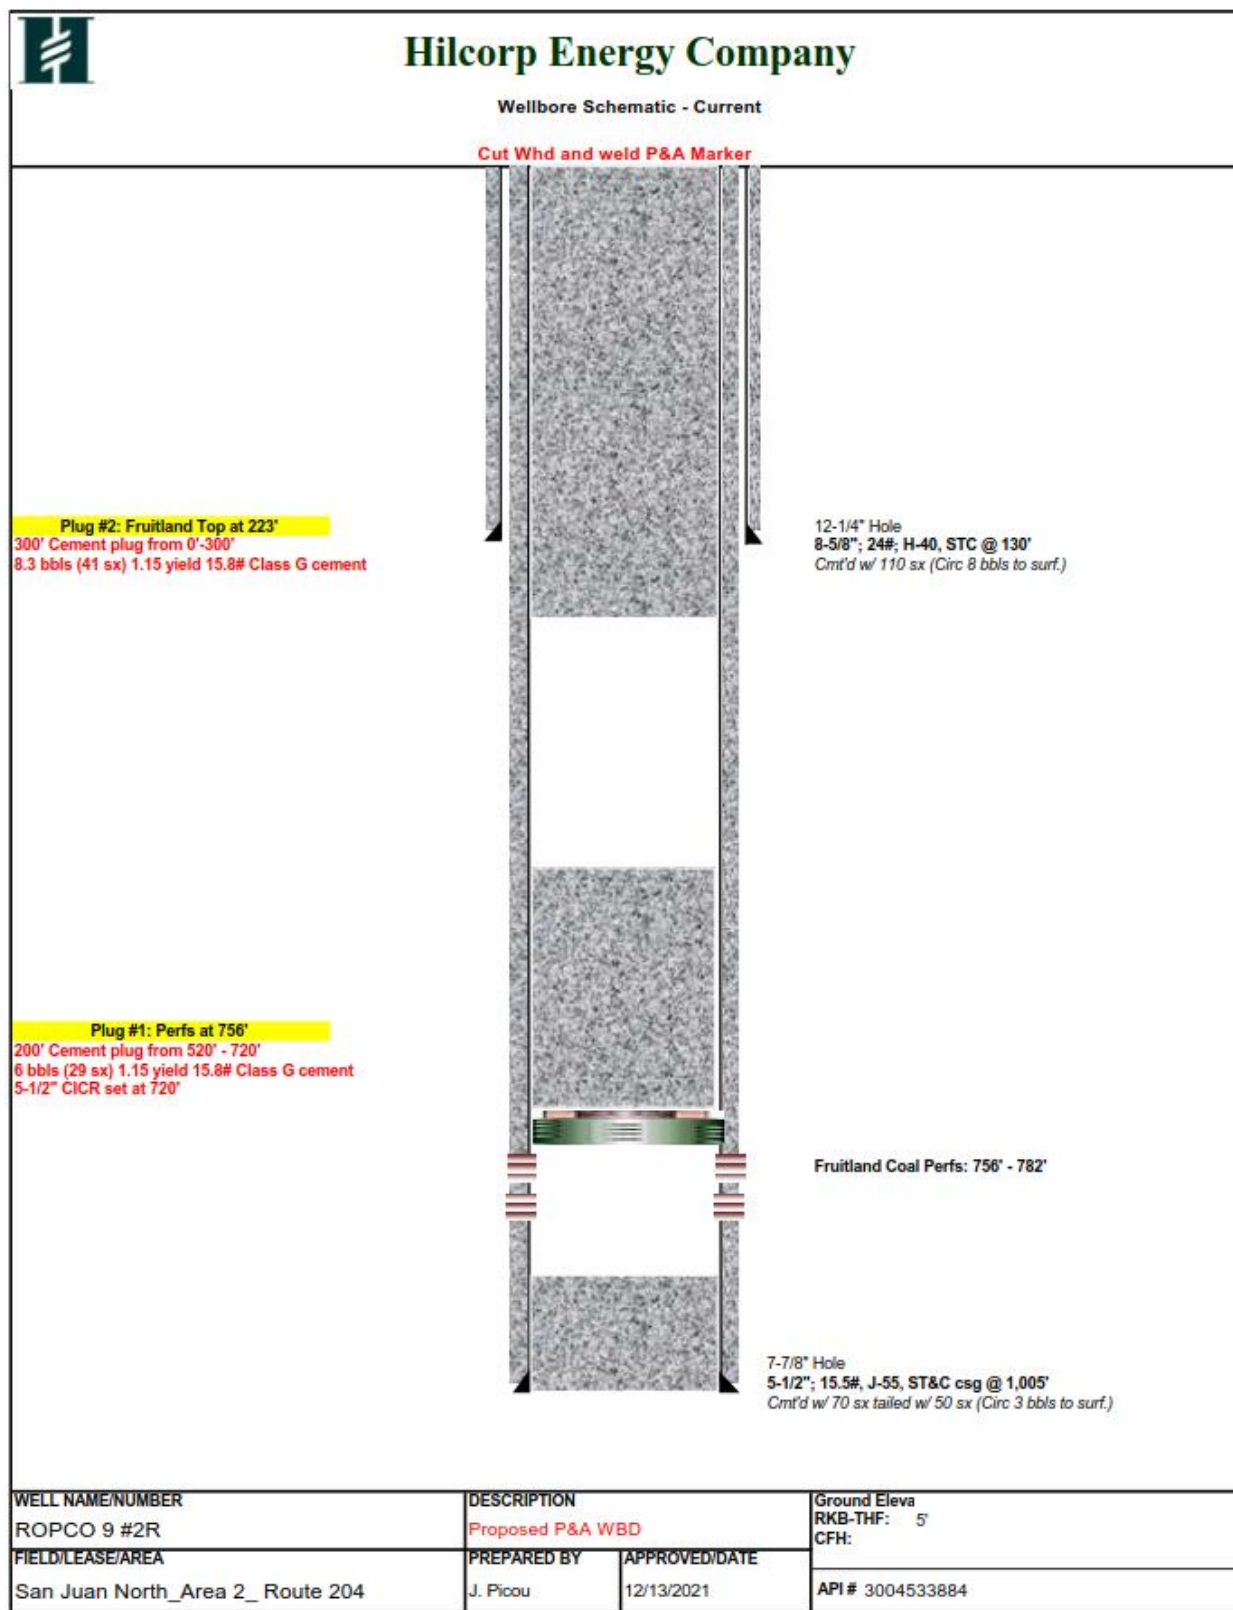 Hilcorp Energy Company
Wellbore Schematic - Current
Cut Whd and weld P&A Marker
Plug #2: Fruitland Top at 223'
300' Cement plug from 0'-300'
8.3 bbls (41 sx) 1.15 yield 15.8# Class G cement
12-1/4" Hole
8-5/8"; 24#; H-40, STC @ 130'
Cmt'd w/ 110 sx (Circ 8 bbls to surf.)
Plug #1: Perfs at 756'
200' Cement plug from 520' - 720'
6 bbls (29 sx) 1.15 yield 15.8# Class G cement
5-1/2" CICR set at 720'
Fruitland Coal Perfs: 756' - 782'
7-7/8" Hole
5-1/2"; 15.5#, J-55, ST&C csg @ 1,005'
Cmt'd w/ 70 sx tailed w/ 50 sx (Circ 3 bbls to surf.)
WELL NAME/NUMBER
ROPCO 9 #2R
DESCRIPTION
Proposed P&A WBD
Ground Eleva
RKB-THF: 5'
CFH:
FIELD/LEASE/AREA
San Juan North_Area 2_ Route 204
PREPARED BY
J. Picou
APPROVED/DATE
12/13/2021
API # 3004533884